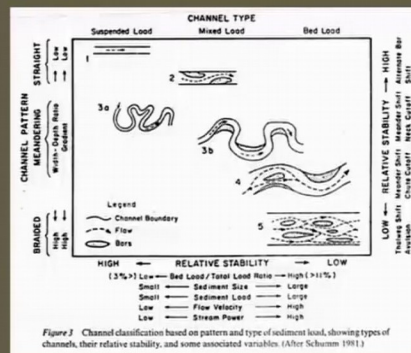 CHANNEL TYPE
Suspended Load Mixed Load Bed Load
CHANNEL PATTERN
STRAIGHT
MEANDERING
BRAIDED
Low
Low
Width-Depth Ratio
Gradient
High
High
1
2
3a
3b
4
5
Legend
Channel Boundary
Flow
Bars
HIGH
RELATIVE STABILITY
LOW
Alternate Bar
Shift
Meander Shift
Neck Cutoff
Meander Shift
Chute Cutoff
Thalweg Shift
Avulsion
HIGH ← RELATIVE STABILITY → LOW
(3%>) Low ← Bed Load/Total Load Ratio → High (>11%)
Small ← Sediment Size → Large
Small ← Sediment Load → Large
Low ← Flow Velocity → High
Low ← Stream Power → High
Figure 3 Channel classification based on pattern and type of sediment load, showing types of
channels, their relative stability, and some associated variables. (After Schumm 1981.)